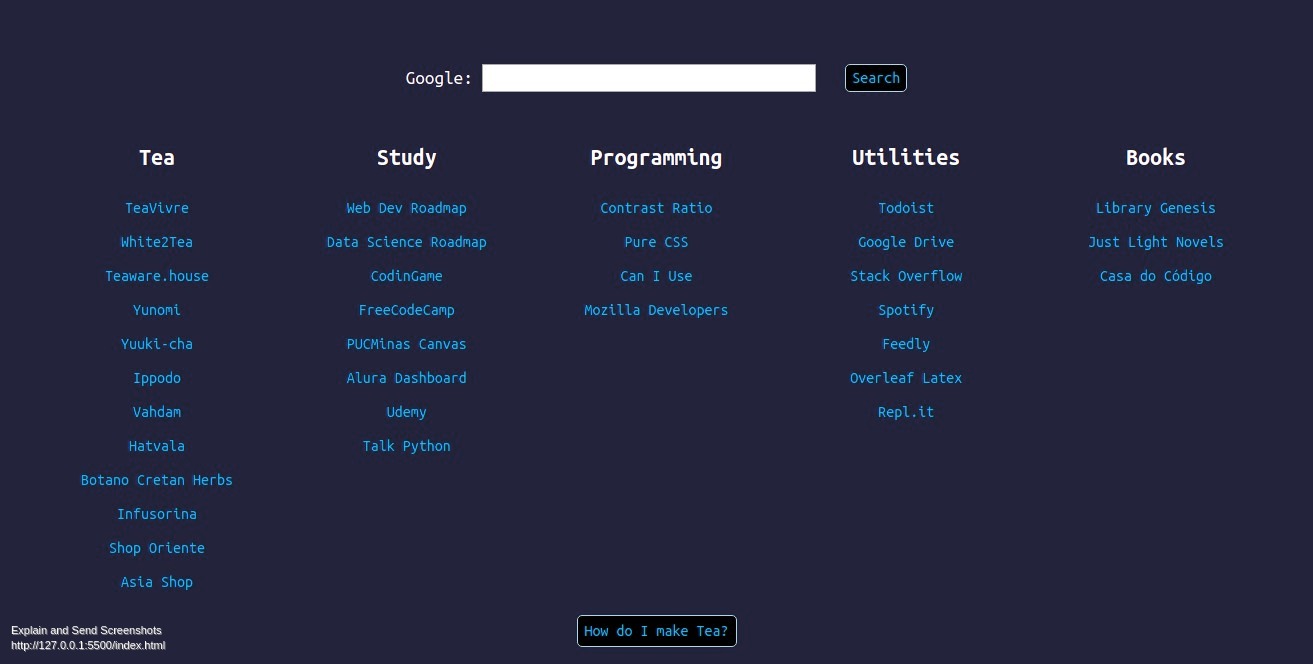 Google: Search
Tea
TeaVivre
White2Tea
Teaware.house
Yunomi
Yuuki-cha
Ippodo
Vahdam
Hatvala
Botano Cretan Herbs
Infusorina
Shop Oriente
Asia Shop
Study
Web Dev Roadmap
Data Science Roadmap
CodinGame
FreeCodeCamp
PUCMinas Canvas
Alura Dashboard
Udemy
Talk Python
Programming
Contrast Ratio
Pure CSS
Can I Use
Mozilla Developers
Utilities
Todoist
Google Drive
Stack Overflow
Spotify
Feedly
Overleaf Latex
Repl.it
Books
Library Genesis
Just Light Novels
Casa do Código
How do I make Tea?
Explain and Send Screenshots
http://127.0.0.1:5500/index.html